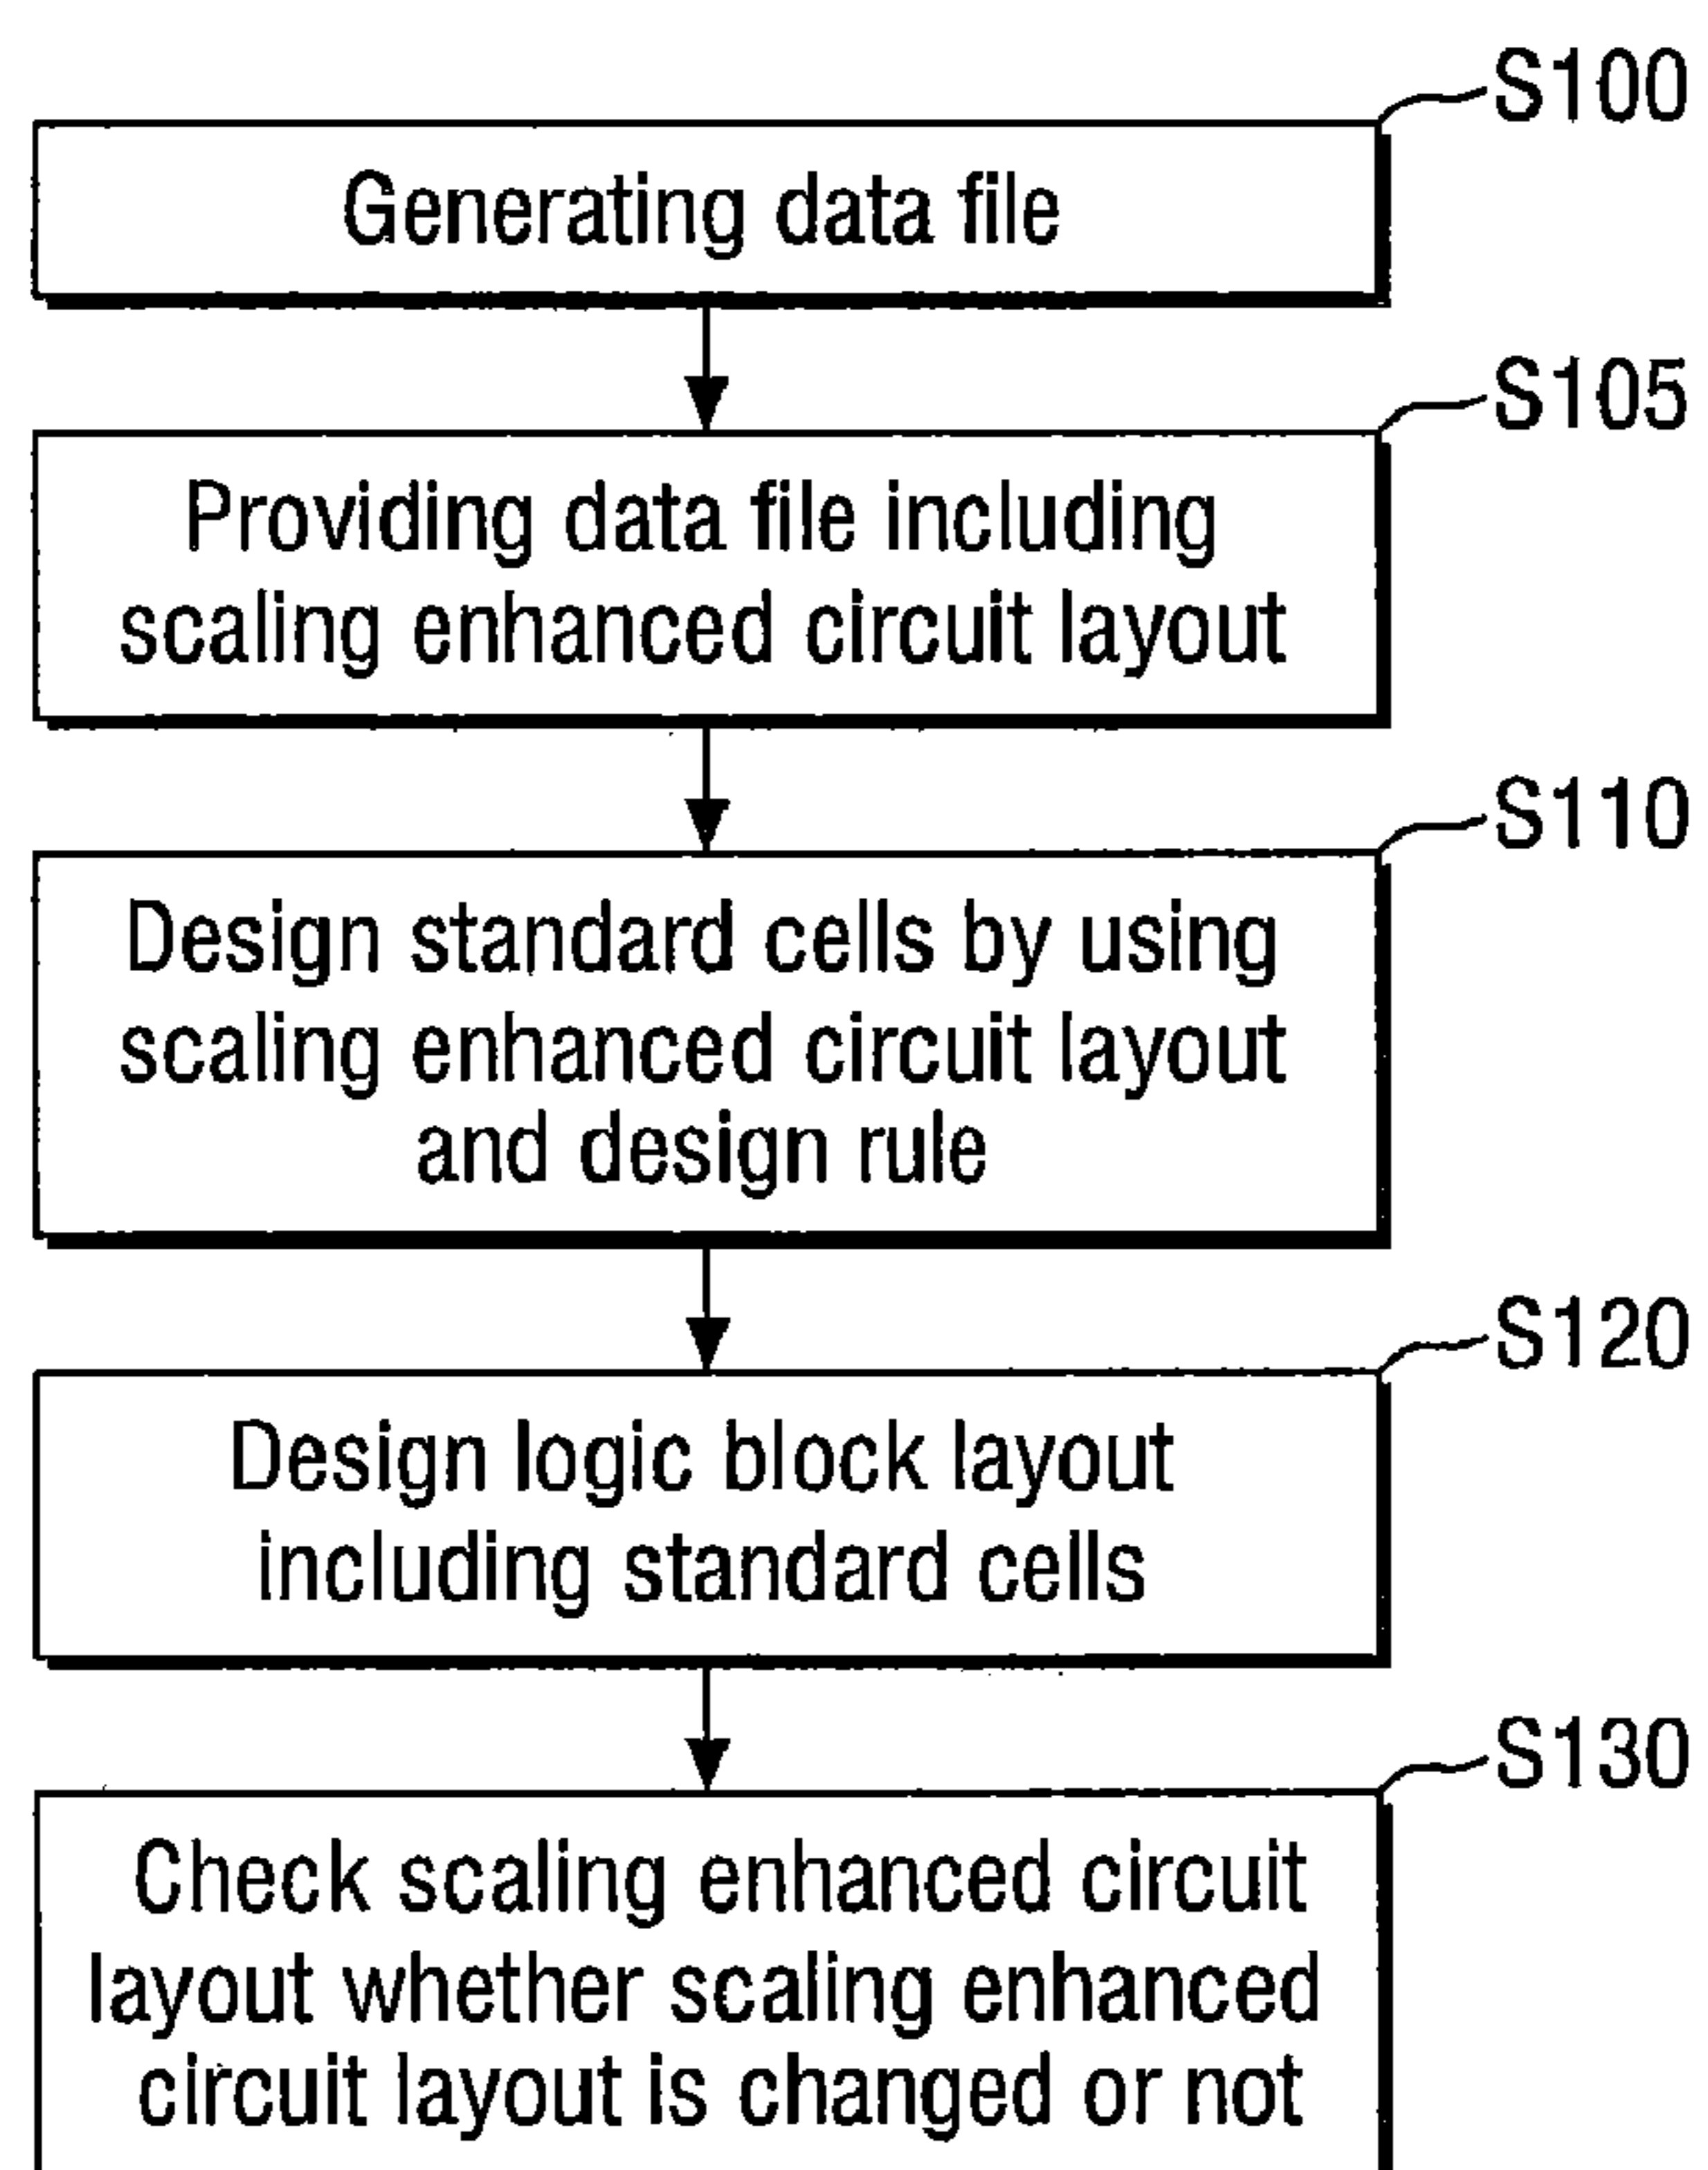 S100
Generating data file
S105
Providing data file including
scaling enhanced circuit layout
S110
Design standard cells by using
scaling enhanced circuit layout
and design rule
S120
Design logic block layout
including standard cells
S130
Check scaling enhanced circuit
layout whether scaling enhanced
circuit layout is changed or not